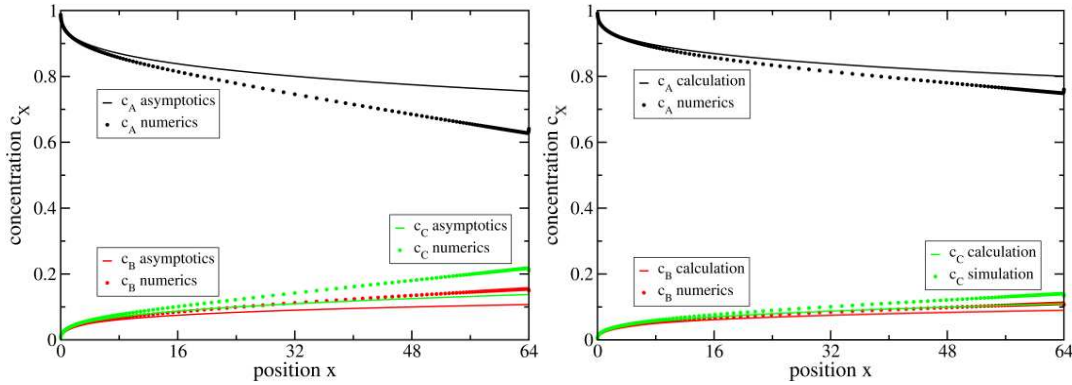 concentration c_X
1
0.8
0.6
0.4
0.2
0
c_A asymptotics
c_A numerics
c_C asymptotics
c_C numerics
c_B asymptotics
c_B numerics
0 16 32 48 64
position x
concentration c_X
1
0.8
0.6
0.4
0.2
0
c_A calculation
c_A numerics
c_C calculation
c_C simulation
c_B calculation
c_B numerics
0 16 32 48 64
position x